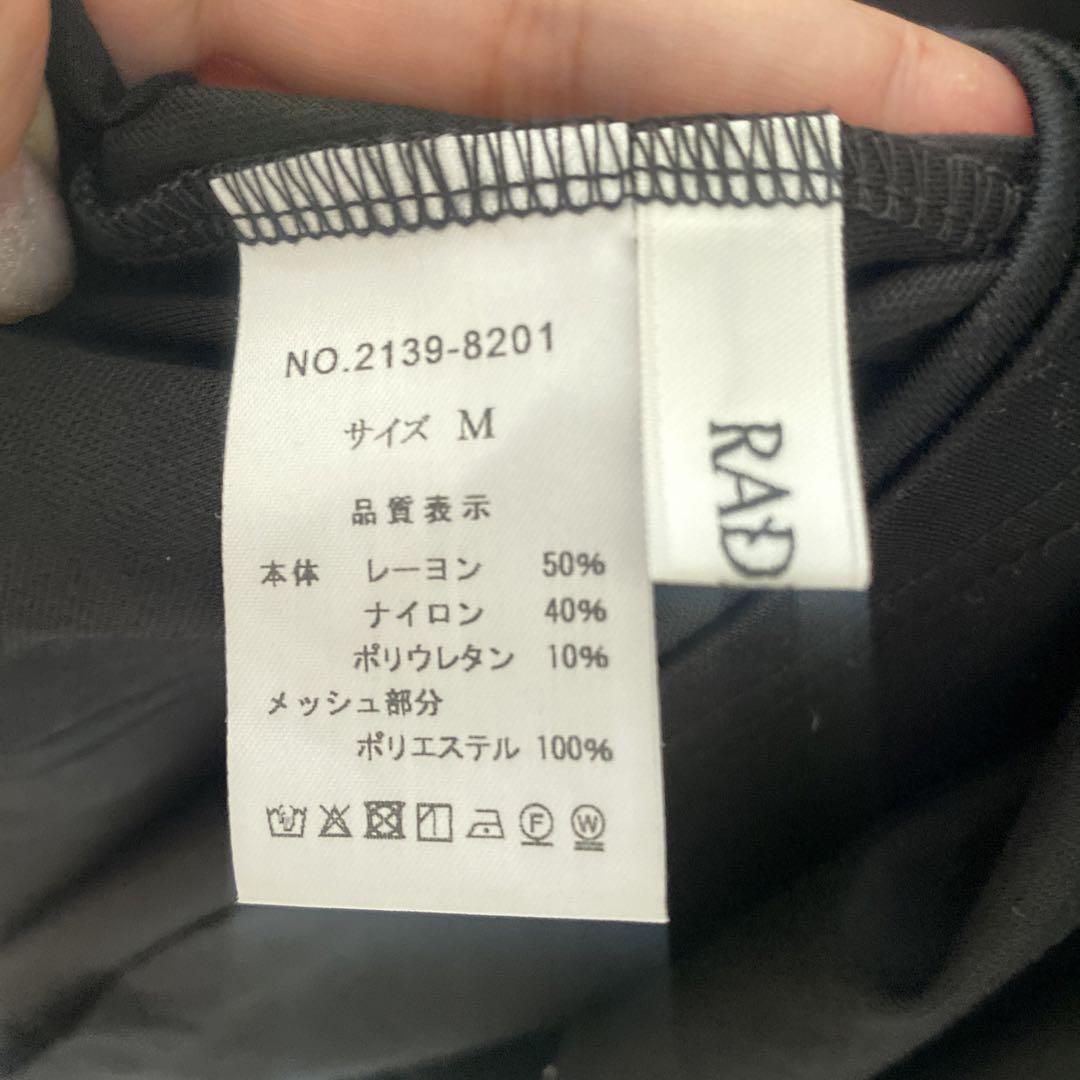 NO.2139-8201
サイズ M
品質表示
本体 レーヨン 50%
ナイロン 40%
ポリウレタン 10%
メッシュ部分
ポリエステル 100%
F W
RAD